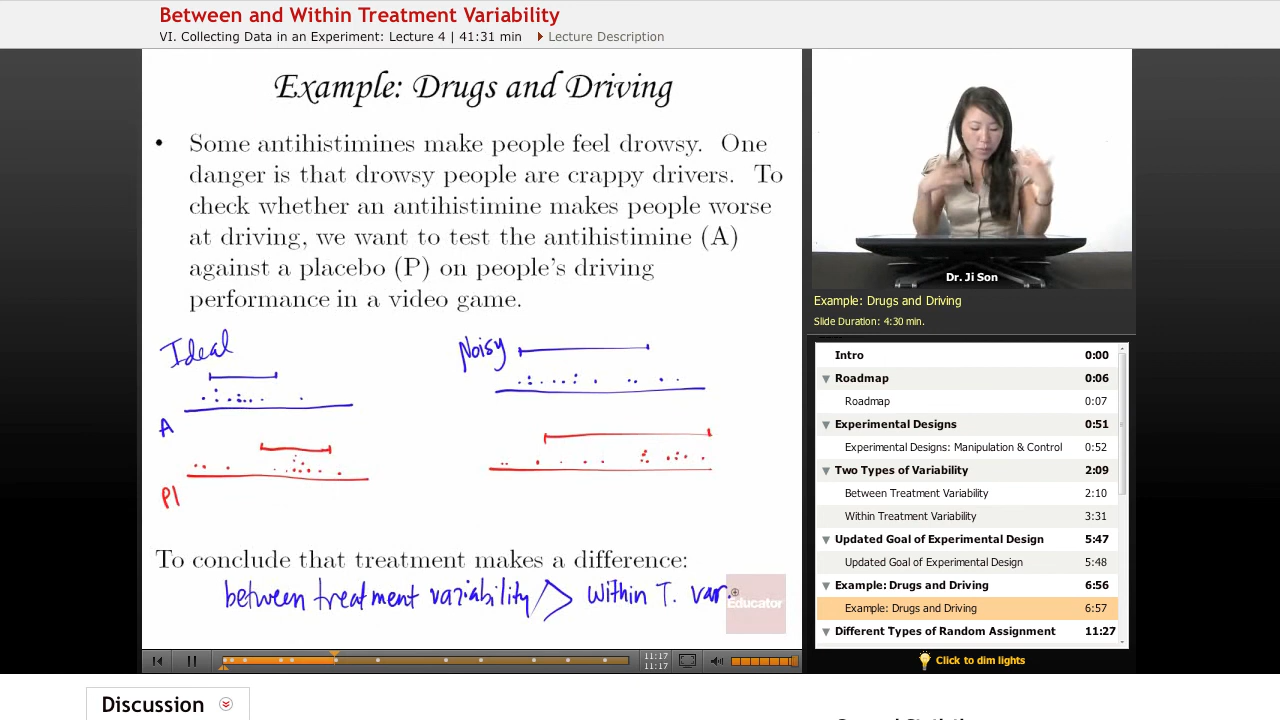 Between and Within Treatment Variability
VI. Collecting Data in an Experiment: Lecture 4 | 41:31 min Lecture Description
Example: Drugs and Driving
• Some antihistimines make people feel drowsy. One
danger is that drowsy people are crappy drivers. To
check whether an antihistimine makes people worse
at driving, we want to test the antihistimine (A)
against a placebo (P) on people's driving
performance in a video game.
Ideal
Noisy
A
Pl
To conclude that treatment makes a difference:
between treatment variability > within T. var.
Educator
11:17
11:17
Dr. Ji Son
Example: Drugs and Driving
Slide Duration: 4:30 min.
Intro 0:00
Roadmap 0:06
Roadmap 0:07
Experimental Designs 0:51
Experimental Designs: Manipulation & Control 0:52
Two Types of Variability 2:09
Between Treatment Variability 2:10
Within Treatment Variability 3:31
Updated Goal of Experimental Design 5:47
Updated Goal of Experimental Design 5:48
Example: Drugs and Driving 6:56
Example: Drugs and Driving 6:57
Different Types of Random Assignment 11:27
Click to dim lights
Discussion